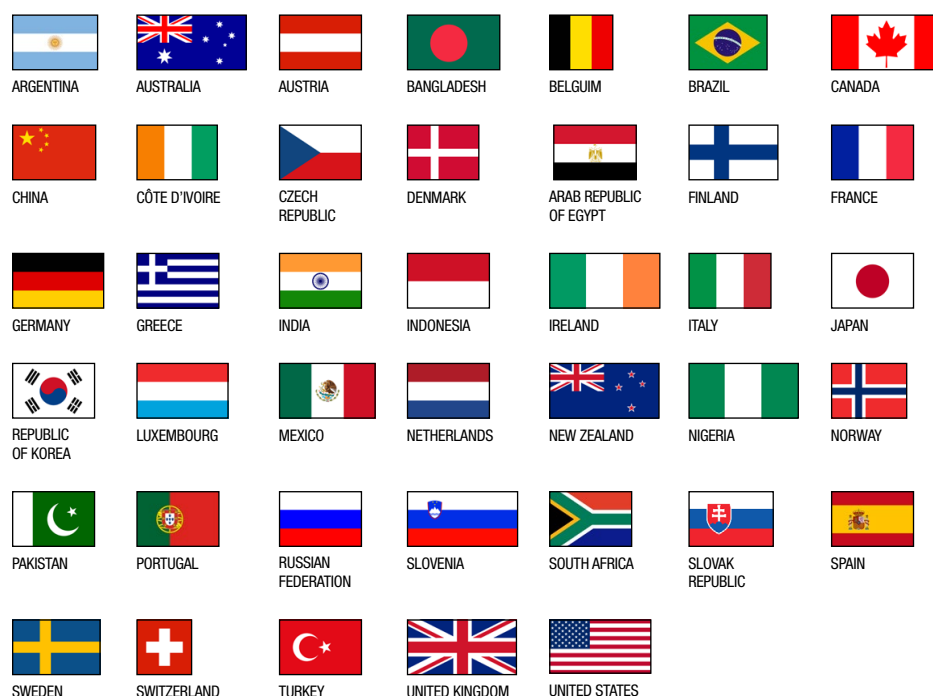 ARGENTINA
AUSTRALIA
AUSTRIA
BANGLADESH
BELGUIM
BRAZIL
CANADA
CHINA
CÔTE D'IVOIRE
CZECH
REPUBLIC
DENMARK
ARAB REPUBLIC
OF EGYPT
FINLAND
FRANCE
GERMANY
GREECE
INDIA
INDONESIA
IRELAND
ITALY
JAPAN
REPUBLIC
OF KOREA
LUXEMBOURG
MEXICO
NETHERLANDS
NEW ZEALAND
NIGERIA
NORWAY
PAKISTAN
PORTUGAL
RUSSIAN
FEDERATION
SLOVENIA
SOUTH AFRICA
SLOVAK
REPUBLIC
SPAIN
SWEDEN
SWITZERLAND
TURKEY
UNITED KINGDOM
UNITED STATES